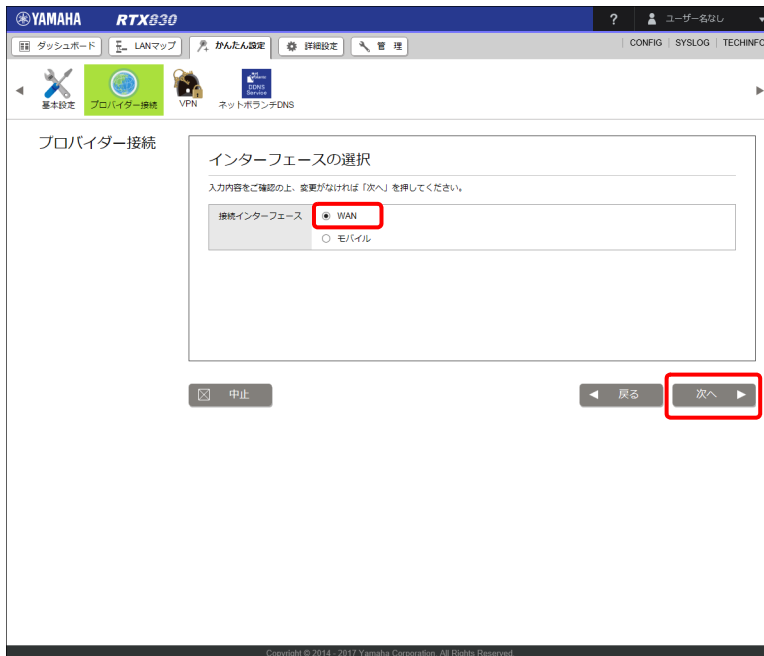 YAMAHA RTX830 ? ユーザー名なし
ダッシュボード LANマップ かんたん設定 詳細設定 管 理 CONFIG SYSLOG TECHINFO
基本設定 プロバイダー接続 VPN ネットボランチDNS
Net Volante DDNS Service
プロバイダー接続
インターフェースの選択
入力内容をご確認の上、変更がなければ「次へ」を押してください。
接続インターフェース WAN
モバイル
中止 戻る 次へ
Copyright © 2014 - 2017 Yamaha Corporation. All Rights Reserved.